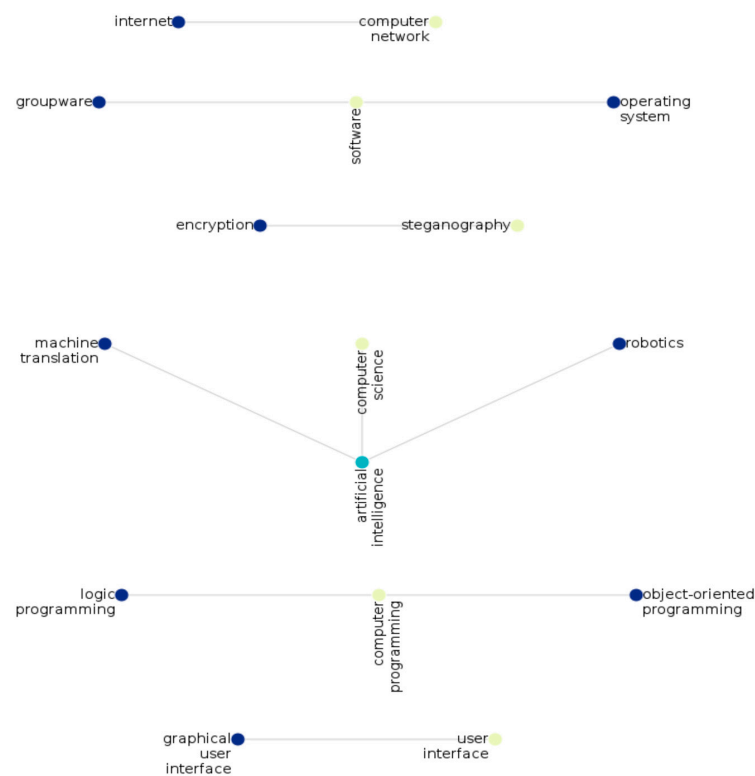 internet
computer
network
groupware
software
operating
system
encryption
steganography
machine
translation
computer
science
robotics
artificial
intelligence
logic
programming
computer
programming
object-oriented
programming
graphical
user
interface
user
interface